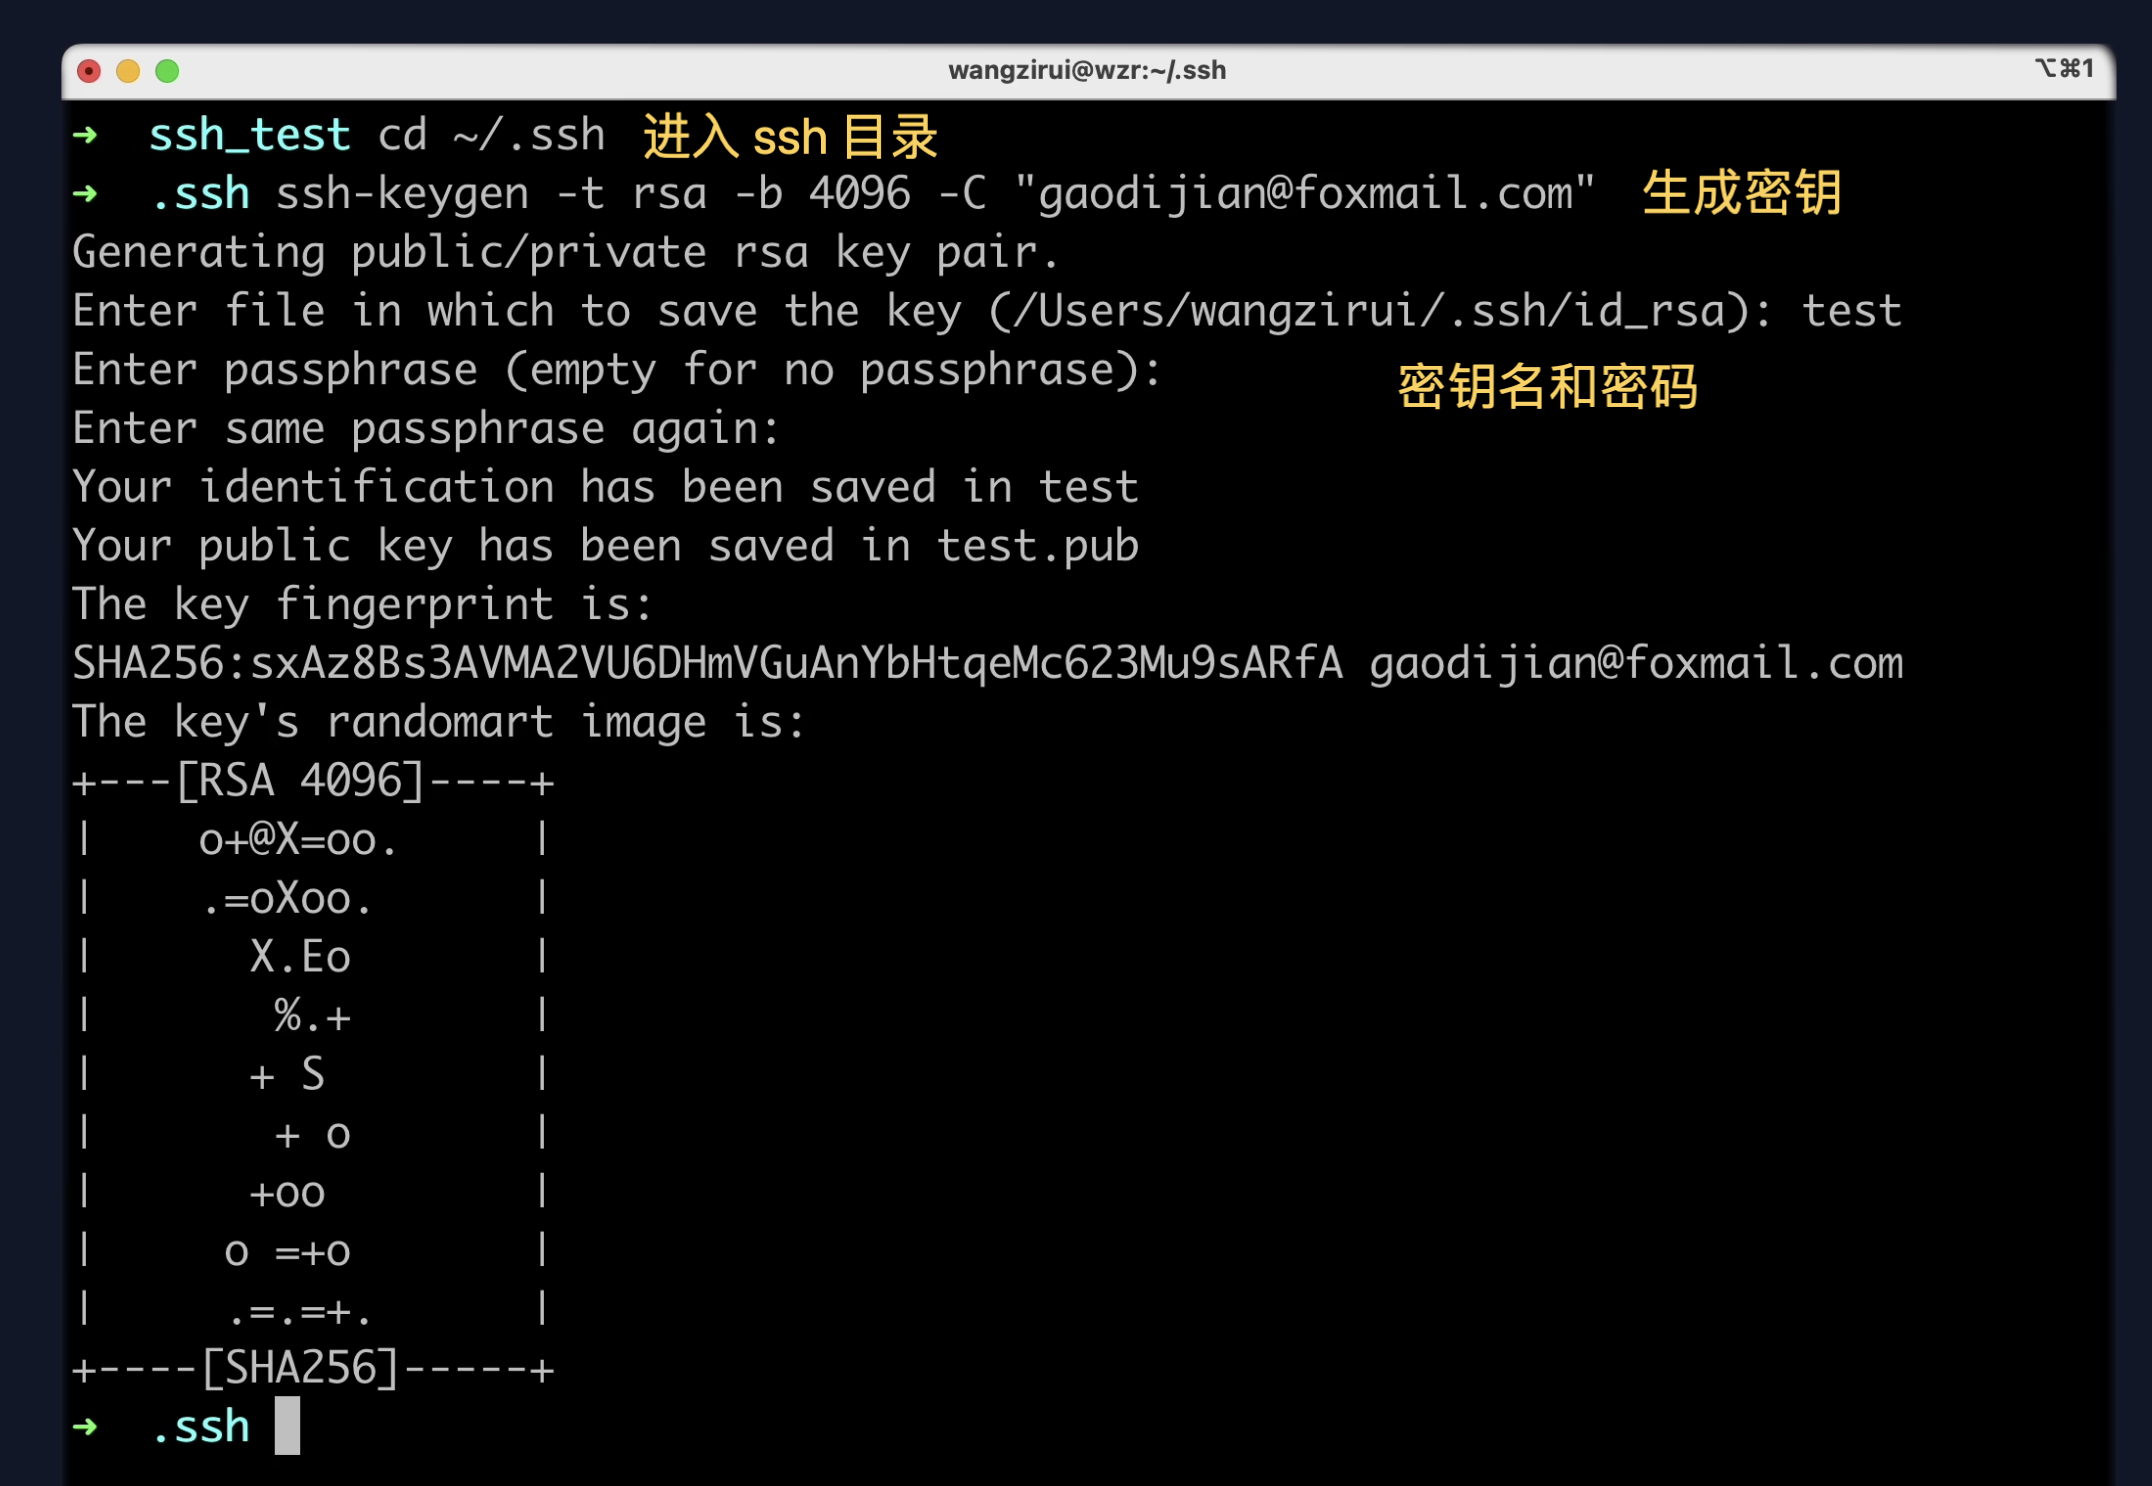 wangzirui@wzr:~/.ssh ⌥⌘1
➜  ssh_test cd ~/.ssh 进入 ssh 目录
➜  .ssh ssh-keygen -t rsa -b 4096 -C "gaodijian@foxmail.com" 生成密钥
Generating public/private rsa key pair.
Enter file in which to save the key (/Users/wangzirui/.ssh/id_rsa): test
Enter passphrase (empty for no passphrase): 密钥名和密码
Enter same passphrase again:
Your identification has been saved in test
Your public key has been saved in test.pub
The key fingerprint is:
SHA256:sxAz8Bs3AVMA2VU6DHmVGuAnYbHtqeMc623Mu9sARfA gaodijian@foxmail.com
The key's randomart image is:
+---[RSA 4096]----+
|    o+@X=oo.     |
|    .=oXoo.      |
|      X.Eo       |
|       %.+       |
|      + S        |
|       + o       |
|      +oo        |
|     o =+o       |
|     .=.=+.      |
+----[SHA256]-----+
➜  .ssh